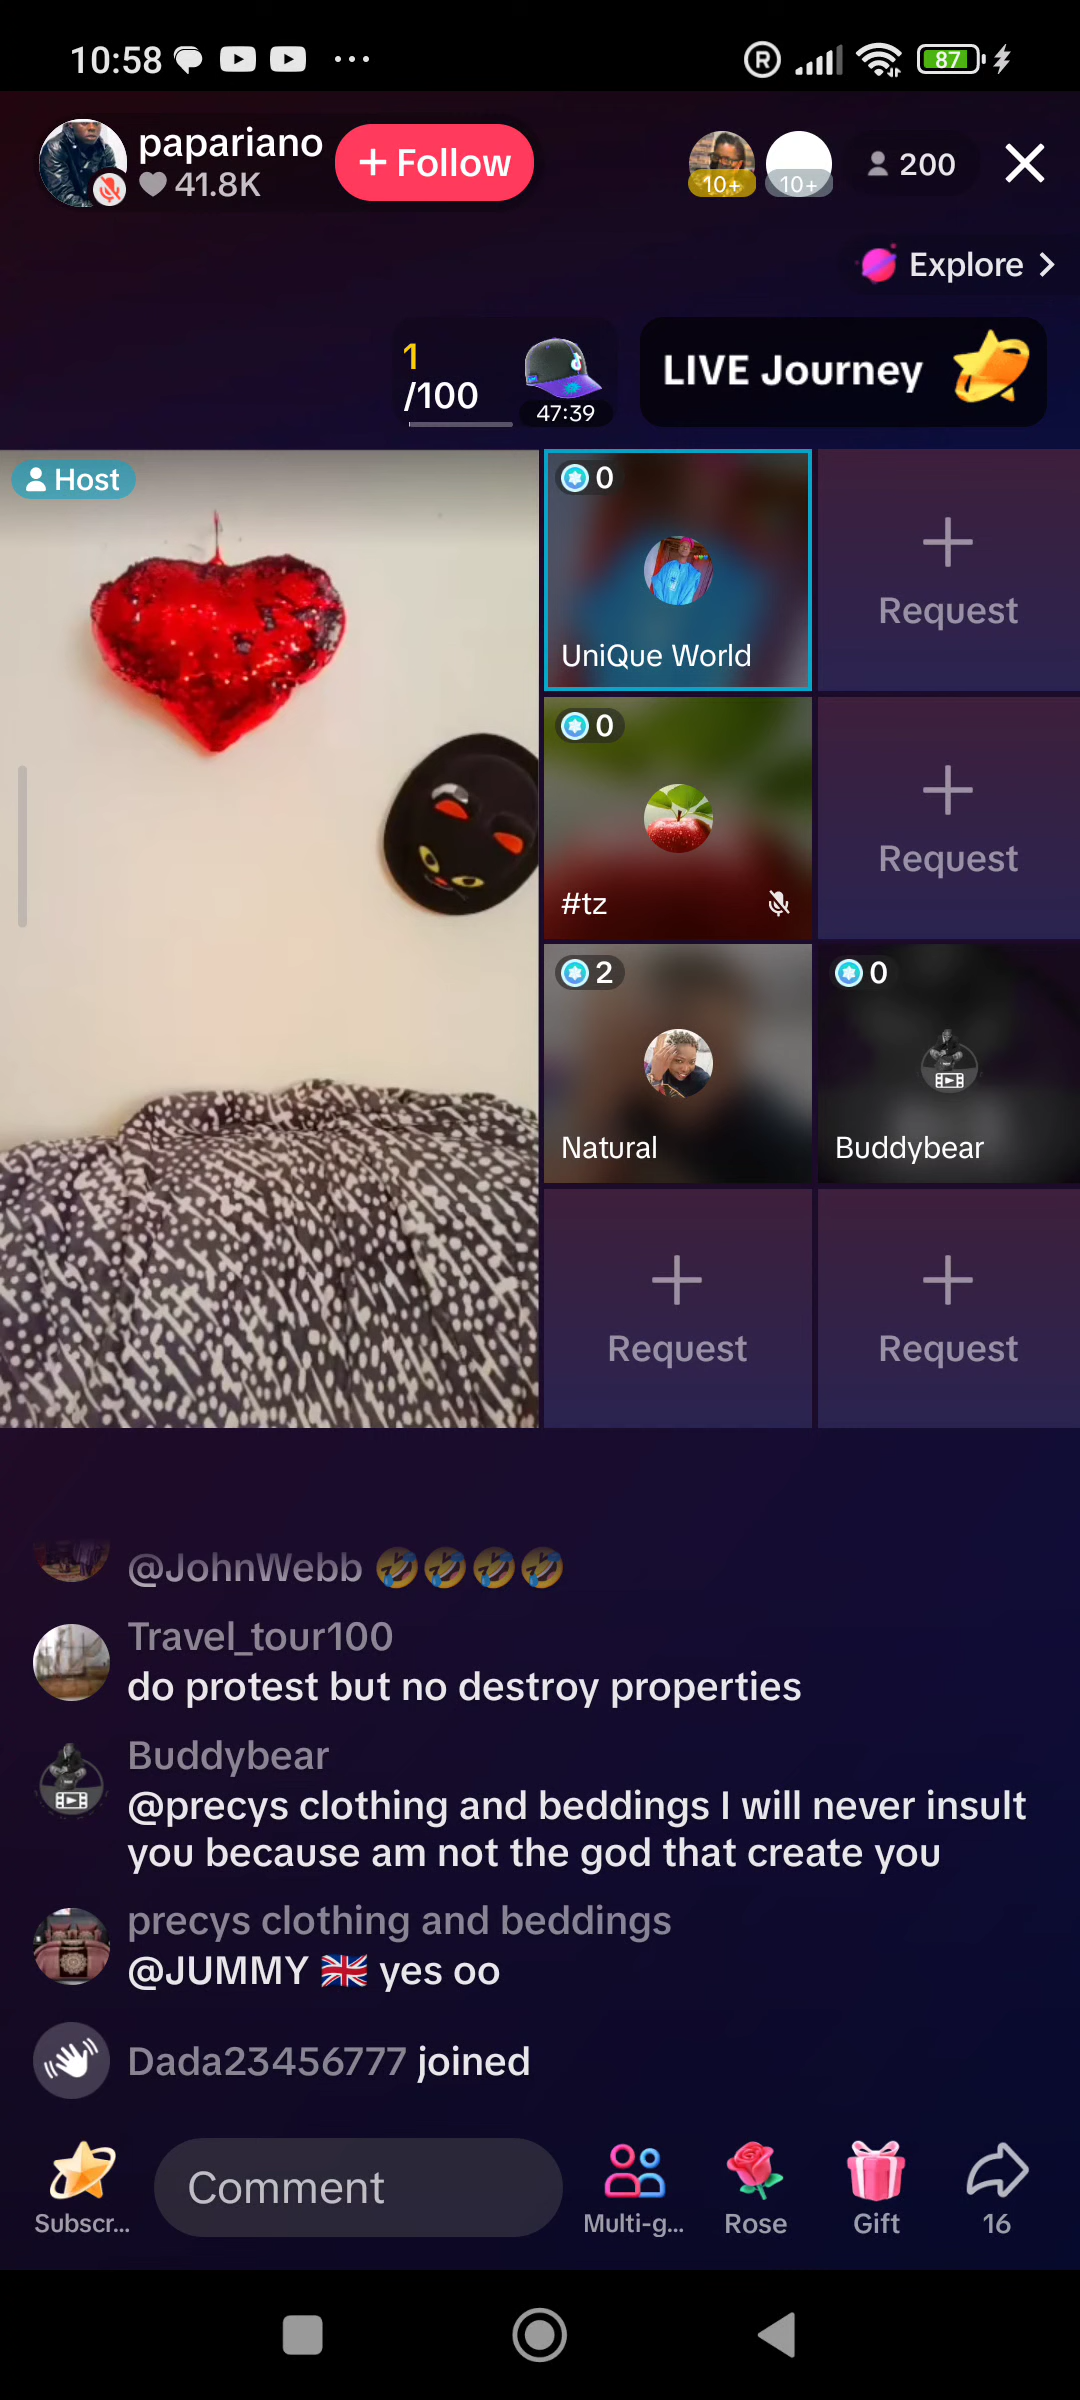 10:58
R
87
papariano
+ Follow
41.8K
10+
10+
200
Explore
1
/100
47:39
LIVE Journey
Host
0
UniQue World
Request
0
#tz
Request
2
Natural
0
Buddybear
Request
Request
@JohnWebb 🤣🤣🤣🤣
Travel_tour100
do protest but no destroy properties
Buddybear
@precys clothing and beddings I will never insult
you because am not the god that create you
precys clothing and beddings
@JUMMY 🇬🇧 yes oo
Dada23456777 joined
Subscr...
Comment
Multi-g...
Rose
Gift
16